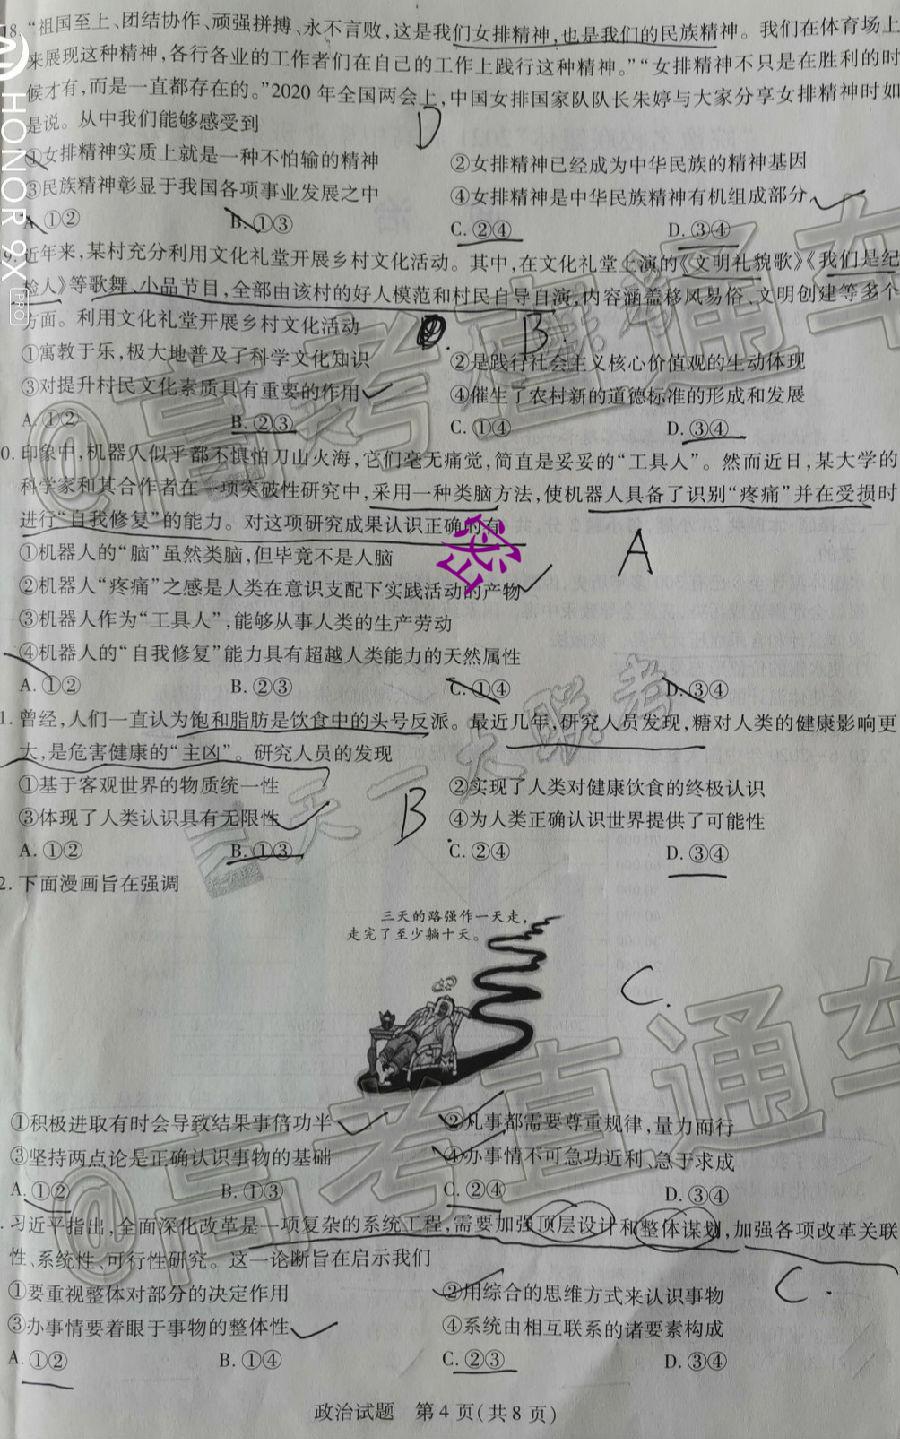 18. “祖国至上、团结协作、顽强拼搏、永不言败，这是我们女排精神，也是我们的民族精神。我们在体育场上
来展现这种精神，各行各业的工作者们在自己的工作上践行这种精神。”“女排精神不只是在胜利的时
候才有，而是一直都存在的。”2020年全国两会上，中国女排国家队队长朱婷与大家分享女排精神时如
是说。从中我们能够感受到
D
①女排精神实质上就是一种不怕输的精神 ②女排精神已经成为中华民族的精神基因
③民族精神彰显于我国各项事业发展之中 ④女排精神是中华民族精神有机组成部分
A. ①② B. ①③ C. ②④ D. ③④
9. 近年来，某村充分利用文化礼堂开展乡村文化活动。其中，在文化礼堂上演的《文明礼貌歌》《我们是纪
检人》等歌舞、小品节目，全部由该村的好人模范和村民自导自演，内容涵盖移风易俗、文明创建等多个
方面。利用文化礼堂开展乡村文化活动
B.
①寓教于乐，极大地普及了科学文化知识 ②是践行社会主义核心价值观的生动体现
③对提升村民文化素质具有重要的作用 ④催生了农村新的道德标准的形成和发展
A. ①② B. ②③ C. ①④ D. ③④
0. 印象中，机器人似乎都不惧怕刀山火海，它们毫无痛觉，简直是妥妥的“工具人”。然而近日，某大学的
科学家和其合作者在一项突破性研究中，采用一种类脑方法，使机器人具备了识别“疼痛”并在受损时
进行“自我修复”的能力。对这项研究成果认识正确的有
密
A
①机器人的“脑”虽然类脑，但毕竟不是人脑
②机器人“疼痛”之感是人类在意识支配下实践活动的产物
③机器人作为“工具人”，能够从事人类的生产劳动
④机器人的“自我修复”能力具有超越人类能力的天然属性
A. ①② B. ②③ C. ①④ D. ③④
1. 曾经，人们一直认为饱和脂肪是饮食中的头号反派。最近几年，研究人员发现，糖对人类的健康影响更
大，是危害健康的“主凶”。研究人员的发现
①基于客观世界的物质统一性 ②实现了人类对健康饮食的终极认识
③体现了人类认识具有无限性 ④为人类正确认识世界提供了可能性
B
A. ①② B. ①③ C. ②④ D. ③④
2. 下面漫画旨在强调
三天的路强作一天走，
走完了至少躺十天。
C.
①积极进取有时会导致结果事倍功半 ②凡事都需要尊重规律，量力而行
③坚持两点论是正确认识事物的基础 ④办事情不可急功近利、急于求成
A. ①② B. ①③ C. ②④ D. ③④
. 习近平指出，全面深化改革是一项复杂的系统工程，需要加强顶层设计和整体谋划，加强各项改革关联
性、系统性、可行性研究。这一论断旨在启示我们
C.
①要重视整体对部分的决定作用 ②用综合的思维方式来认识事物
③办事情要着眼于事物的整体性 ④系统由相互联系的诸要素构成
A. ①② B. ①④ C. ②③ D. ③④
政治试题 第4页（共8页）
HONOR 9X PRO
@高考直通车
天一大联考
@高考直通车